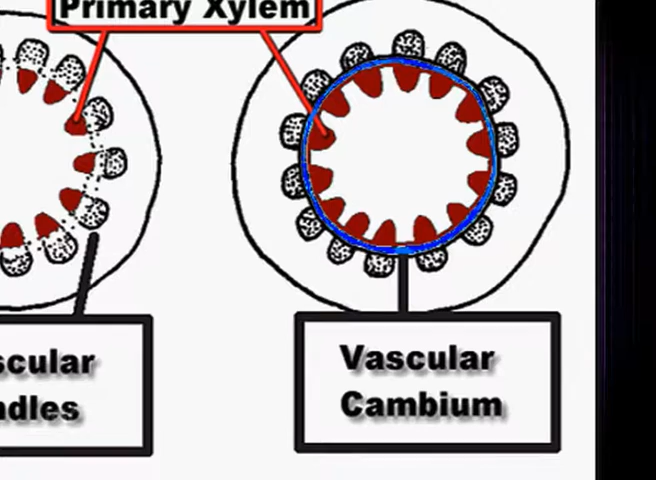 Primary Xylem
scular
ndles
Vascular
Cambium